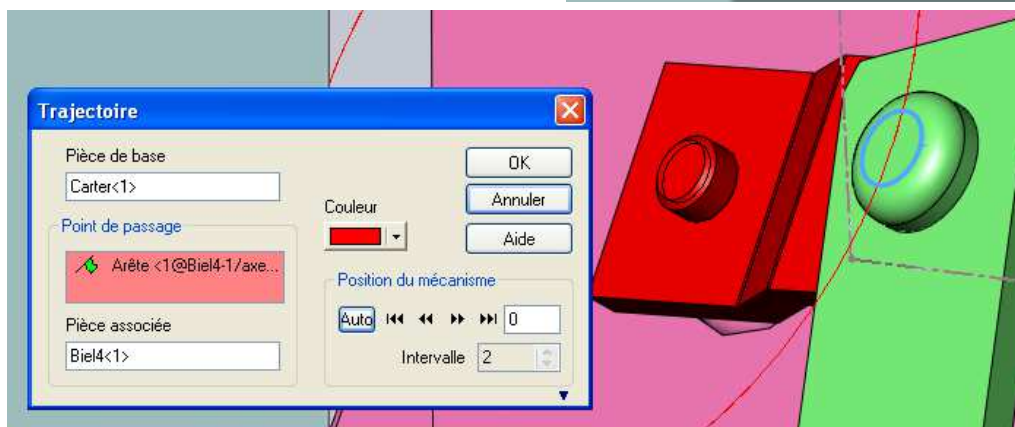 Trajectoire
Pièce de base
Carter<1>
Point de passage
Arête <1@Biel4-1/axe...
Pièce associée
Biel4<1>
Couleur
OK
Annuler
Aide
Position du mécanisme
Auto
0
Intervalle
2